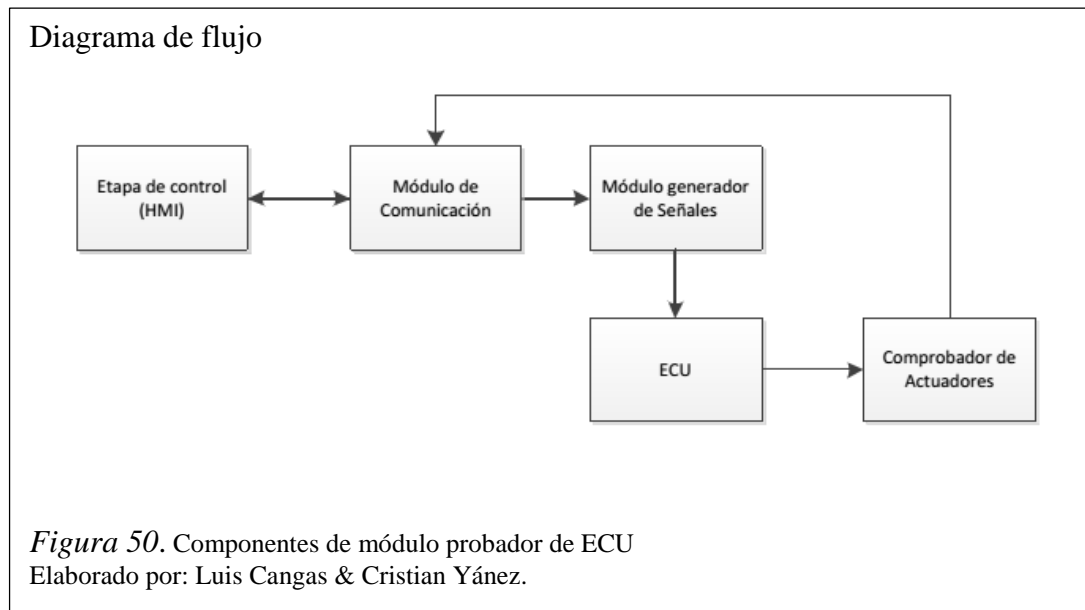 Diagrama de flujo
Etapa de control
(HMI)
Módulo de
Comunicación
Módulo generador
de Señales
ECU
Comprobador de
Actuadores
Figura 50. Componentes de módulo probador de ECU
Elaborado por: Luis Cangas & Cristian Yánez.